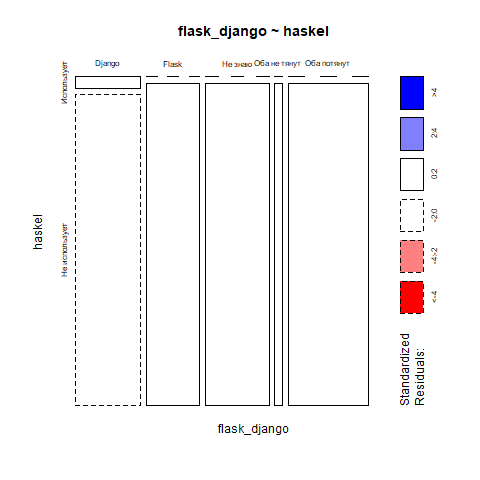 flask_django ~ haskel
Django Flask Не знаю Оба не тянут Оба потянут
Использует
Не использует
haskel
flask_django
>4
2:4
0:2
-2:0
-4:-2
<-4
Standardized
Residuals: